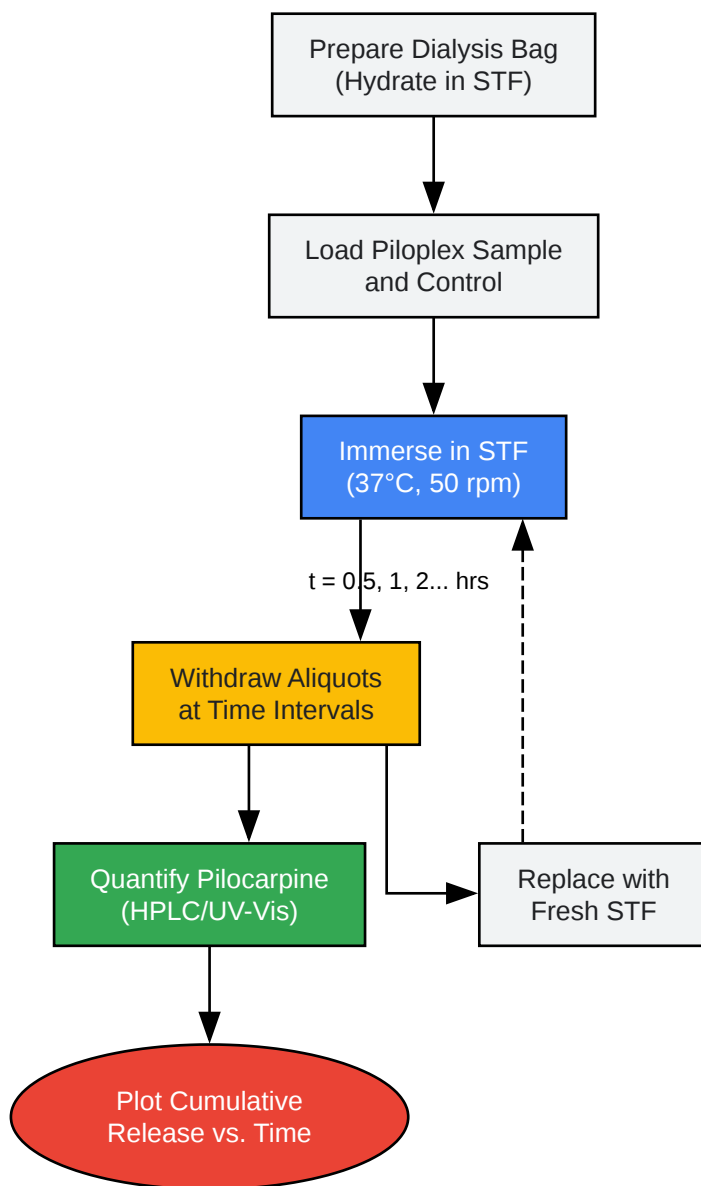 Prepare Dialysis Bag
(Hydrate in STF)
Load Piloplex Sample
and Control
Immerse in STF
(37°C, 50 rpm)
t = 0.5, 1, 2... hrs
Withdraw Aliquots
at Time Intervals
Quantify Pilocarpine
(HPLC/UV-Vis)
Replace with
Fresh STF
Plot Cumulative
Release vs. Time